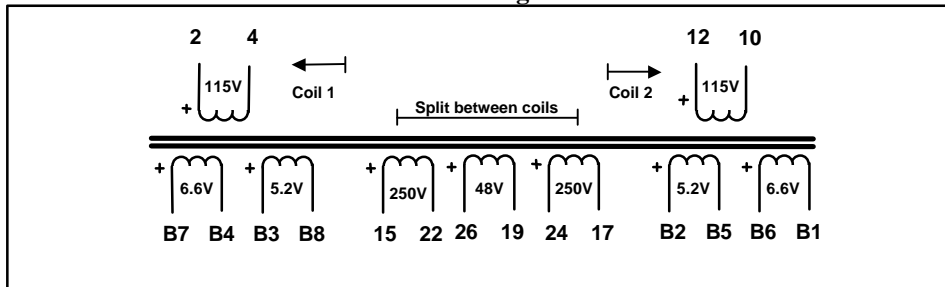 2 4 12 10
115V 115V
+ Coil 1 Coil 2 +
Split between coils
+ + + + + + +
6.6V 5.2V 250V 48V 250V 5.2V 6.6V
B7 B4 B3 B8 15 22 26 19 24 17 B2 B5 B6 B1